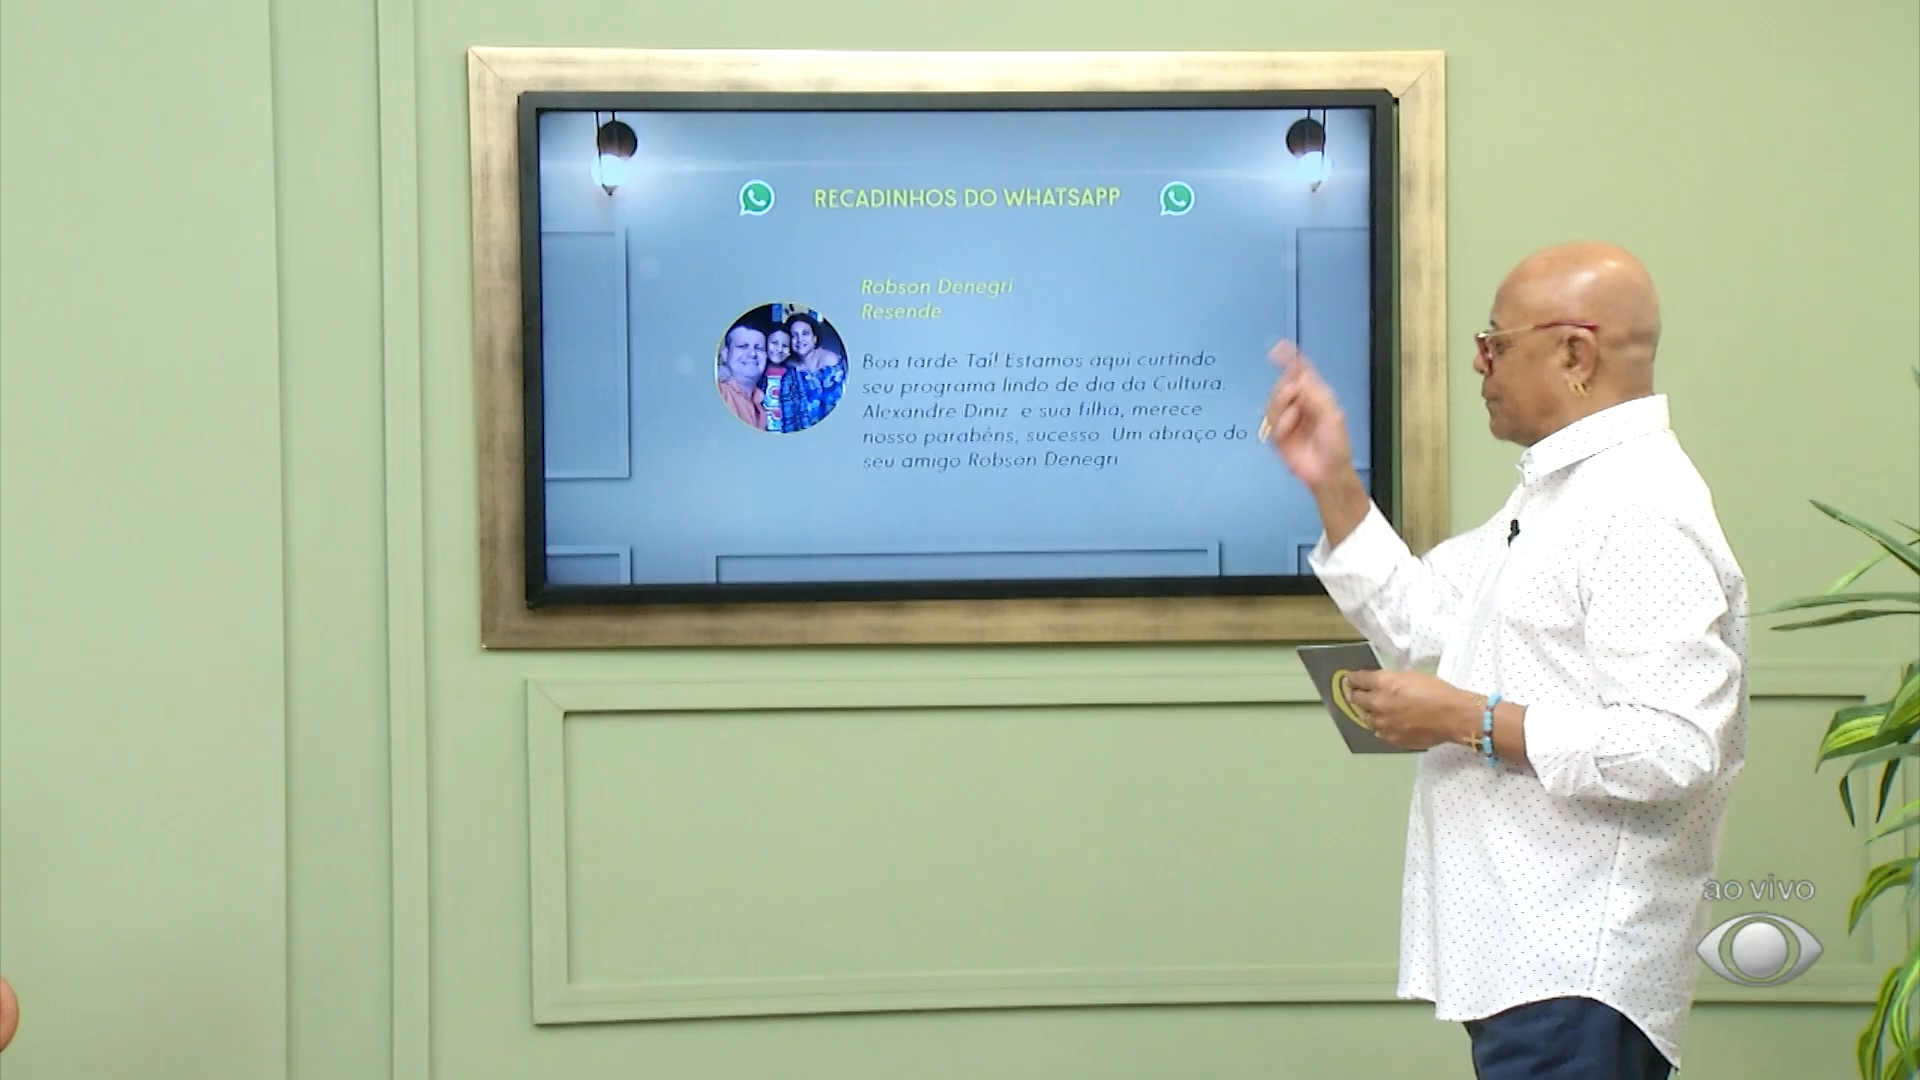 RECADINHOS DO WHATSAPP
Robson Denegri
Resende
Boa tarde Taí! Estamos aqui curtindo
seu programa lindo de dia da Cultura.
Alexandre Diniz e sua filha, merece
nosso parabéns, sucesso. Um abraço do
seu amigo Robson Denegri
ao vivo